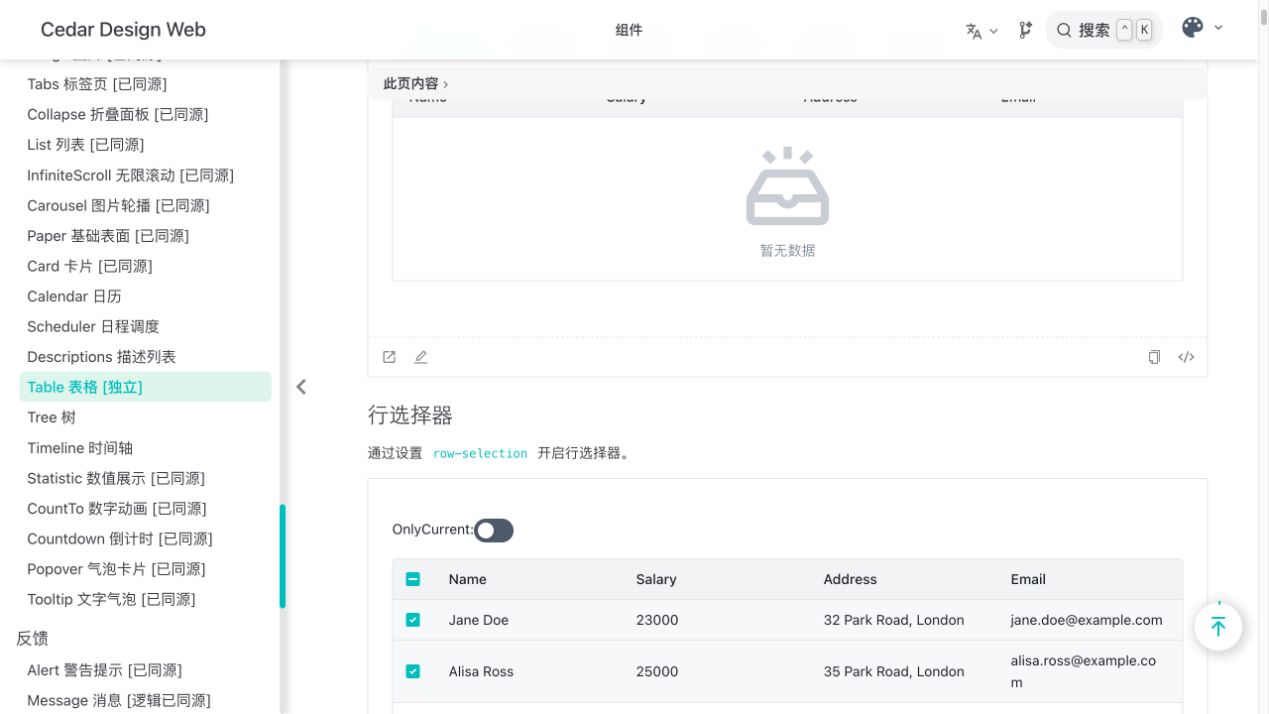 Cedar Design Web
组件
搜索
^
K
Tabs 标签页 [已同源]
Collapse 折叠面板 [已同源]
List 列表 [已同源]
InfiniteScroll 无限滚动 [已同源]
Carousel 图片轮播 [已同源]
Paper 基础表面 [已同源]
Card 卡片 [已同源]
Calendar 日历
Scheduler 日程调度
Descriptions 描述列表
Table 表格 [独立]
Tree 树
Timeline 时间轴
Statistic 数值展示 [已同源]
CountTo 数字动画 [已同源]
Countdown 倒计时 [已同源]
Popover 气泡卡片 [已同源]
Tooltip 文字气泡 [已同源]
反馈
Alert 警告提示 [已同源]
Message 消息 [逻辑已同源]
此页内容 ›
Name Salary Address Email
暂无数据
行选择器
通过设置 row-selection 开启行选择器。
OnlyCurrent:
Name Salary Address Email
Jane Doe 23000 32 Park Road, London jane.doe@example.com
Alisa Ross 25000 35 Park Road, London alisa.ross@example.co
m